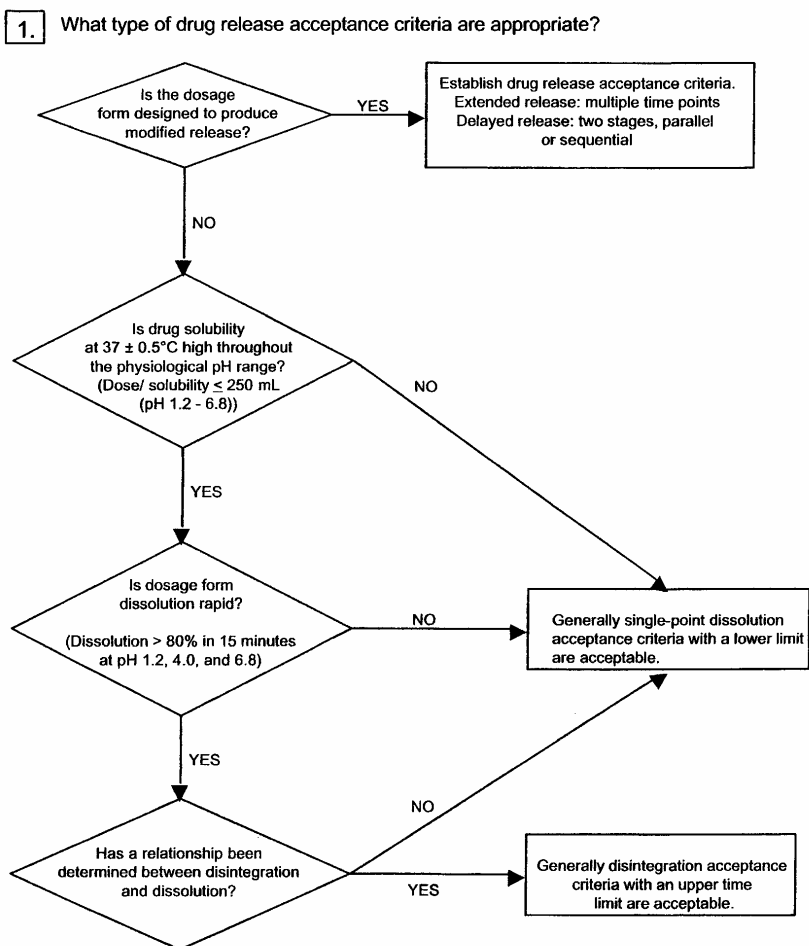 1. What type of drug release acceptance criteria are appropriate?
Is the dosage
form designed to produce
modified release?
YES
Establish drug release acceptance criteria.
Extended release: multiple time points
Delayed release: two stages, parallel
or sequential
NO
Is drug solubility
at 37 ± 0.5°C high throughout
the physiological pH range?
(Dose/ solubility ≤ 250 mL
(pH 1.2 - 6.8))
NO
YES
Is dosage form
dissolution rapid?
(Dissolution > 80% in 15 minutes
at pH 1.2, 4.0, and 6.8)
NO
Generally single-point dissolution
acceptance criteria with a lower limit
are acceptable.
YES
Has a relationship been
determined between disintegration
and dissolution?
NO
YES
Generally disintegration acceptance
criteria with an upper time
limit are acceptable.